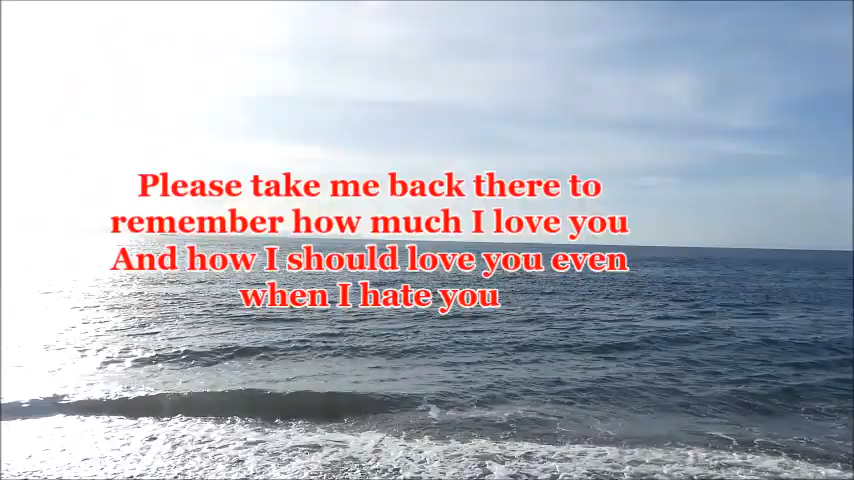 Please take me back there to
remember how much I love you
And how I should love you even
when I hate you